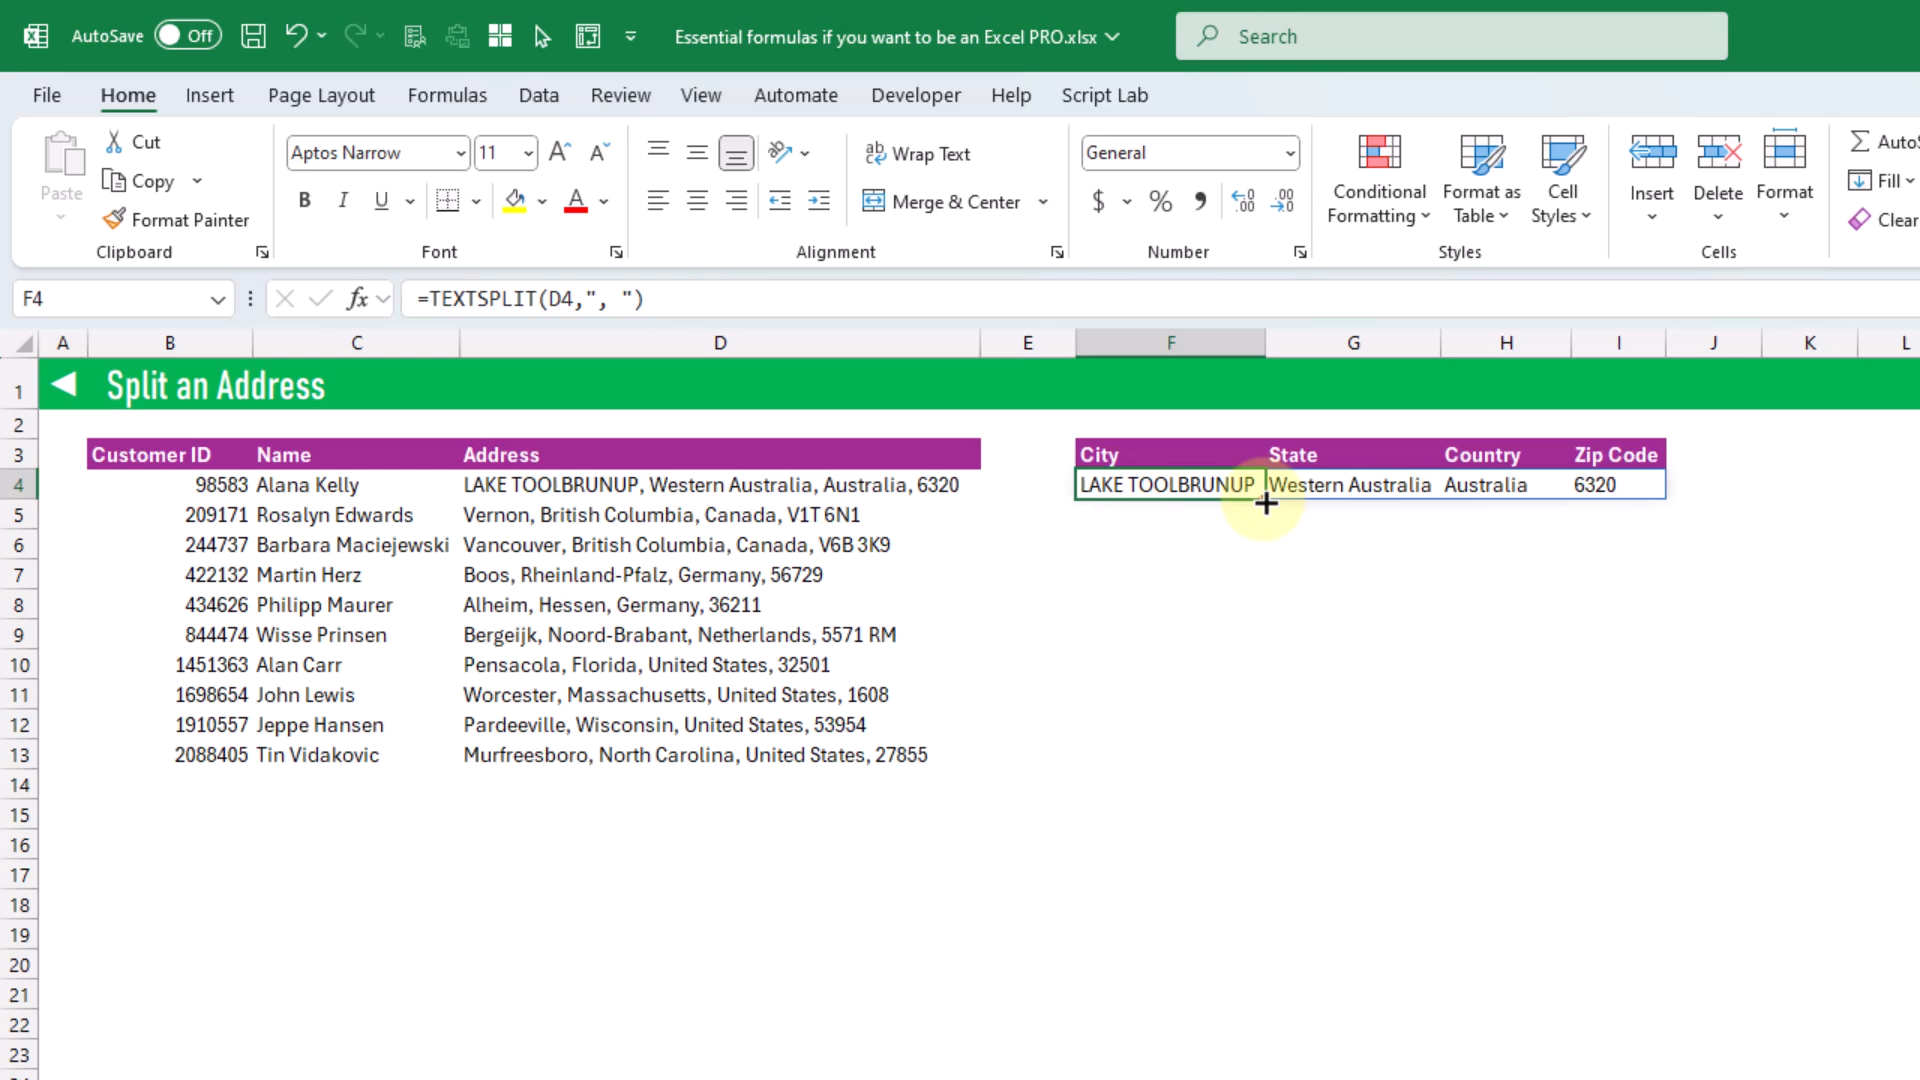 AutoSave Off Essential formulas if you want to be an Excel PRO.xlsx Search
File Home Insert Page Layout Formulas Data Review View Automate Developer Help Script Lab
Paste Cut Copy Format Painter Clipboard
Aptos Narrow 11 A A B I U A Font
ab Wrap Text Merge & Center Alignment
General $ % .00 Number
Conditional Formatting Format as Table Cell Styles Styles
Insert Delete Format Cells
Fill Clear
F4 fx =TEXTSPLIT(D4,", ")
A B C D E F G H I J K L
1 Split an Address
2
3 Customer ID Name Address City State Country Zip Code
4 98583 Alana Kelly LAKE TOOLBRUNUP, Western Australia, Australia, 6320 LAKE TOOLBRUNUP Western Australia Australia 6320
5 209171 Rosalyn Edwards Vernon, British Columbia, Canada, V1T 6N1
6 244737 Barbara Maciejewski Vancouver, British Columbia, Canada, V6B 3K9
7 422132 Martin Herz Boos, Rheinland-Pfalz, Germany, 56729
8 434626 Philipp Maurer Alheim, Hessen, Germany, 36211
9 844474 Wisse Prinsen Bergeijk, Noord-Brabant, Netherlands, 5571 RM
10 1451363 Alan Carr Pensacola, Florida, United States, 32501
11 1698654 John Lewis Worcester, Massachusetts, United States, 1608
12 1910557 Jeppe Hansen Pardeeville, Wisconsin, United States, 53954
13 2088405 Tin Vidakovic Murfreesboro, North Carolina, United States, 27855
14
15
16
17
18
19
20
21
22
23